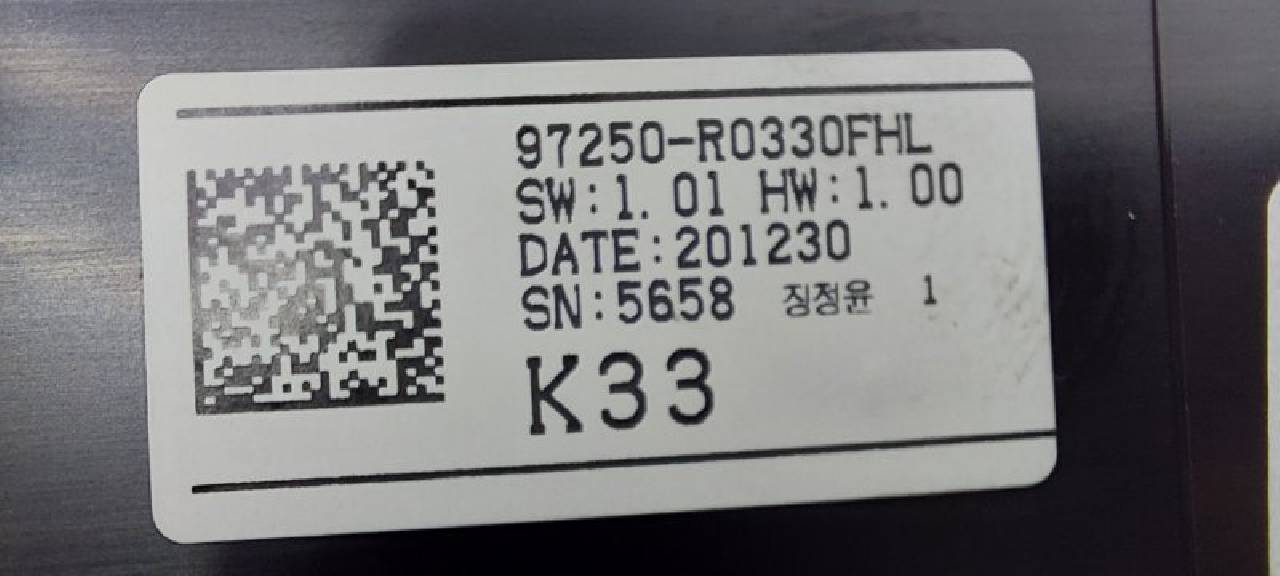 97250-R0330FHL
SW:1.01 HW:1.00
DATE:201230
SN:5658 징정윤 1
K33